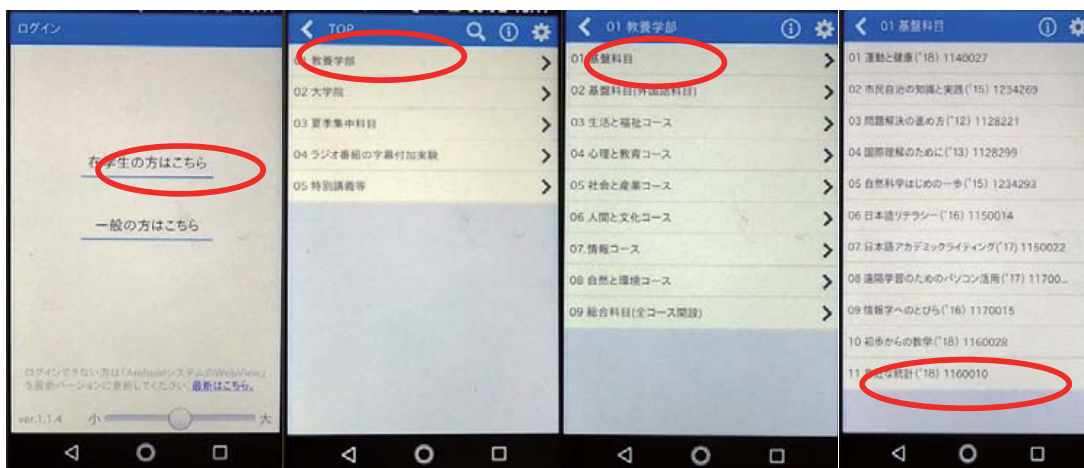 ログイン
在学生の方はこちら
一般の方はこちら
ログインできない方は「AndroidシステムのWebView」
を最新バージョンに更新してください。最新はこちら。
ver.1.1.4
小
大
TOP
01 教養学部
02 大学院
03 夏季集中科目
04 ラジオ番組の字幕付加実験
05 特別講義等
01 教養学部
01 基盤科目
02 基盤科目(外国語科目)
03 生活と福祉コース
04 心理と教育コース
05 社会と産業コース
06 人間と文化コース
07 情報コース
08 自然と環境コース
09 総合科目(全コース開設)
01 基盤科目
01 運動と健康('18) 1140027
02 市民自治の知識と実践('15) 1234269
03 問題解決の進め方('12) 1128221
04 国際理解のために('13) 1128299
05 自然科学はじめの一歩('15) 1234293
06 日本語リテラシー('16) 1150014
07 日本語アカデミックライティング('17) 1150022
08 遠隔学習のためのパソコン活用('17) 11700...
09 情報学へのとびら('16) 1170015
10 初歩からの数学('18) 1160028
11 身近な統計('18) 1160010